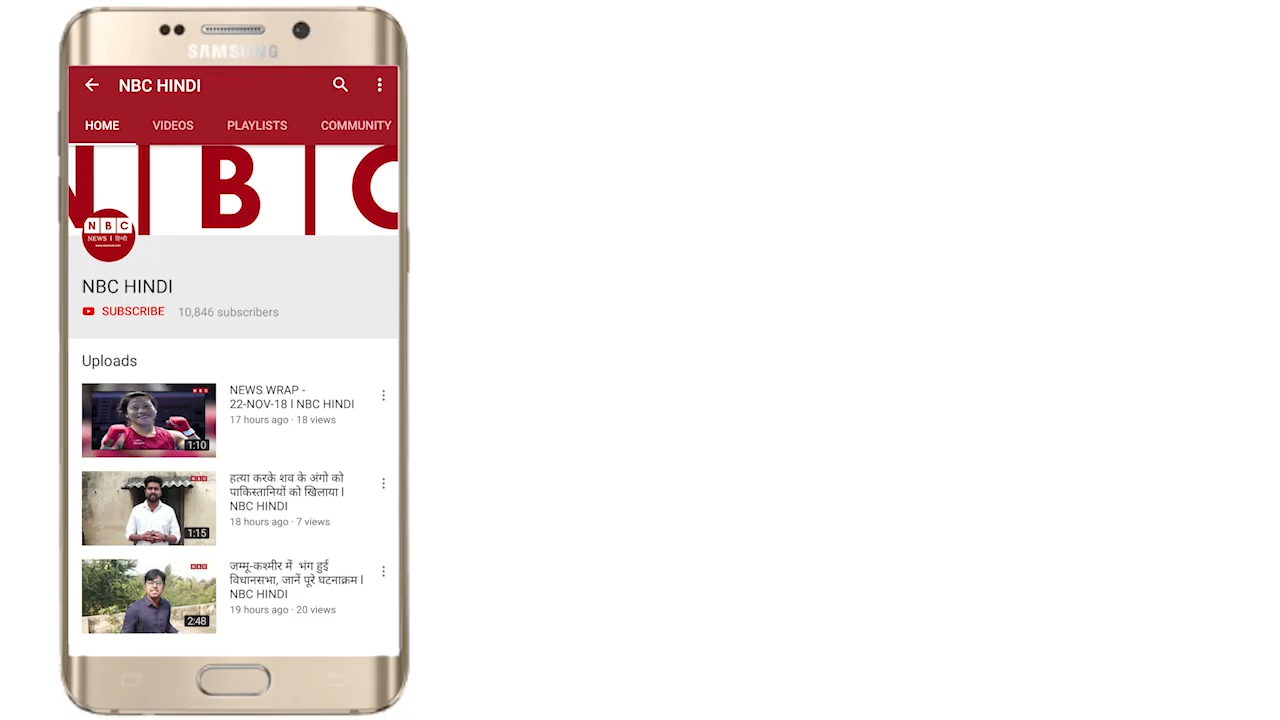 SAMSUNG
NBC HINDI
HOME VIDEOS PLAYLISTS COMMUNITY
N B C
N B C
NEWS I हिन्दी
NBC HINDI
SUBSCRIBE 10,846 subscribers
Uploads
NBC
1:10
NEWS WRAP -
22-NOV-18 l NBC HINDI
17 hours ago · 18 views
NBC
1:15
हत्या करके शव के अंगो को
पाकिस्तानियों को खिलाया l
NBC HINDI
18 hours ago · 7 views
NBC
2:48
जम्मू-कश्मीर में भंग हुई
विधानसभा, जानें पूरे घटनाक्रम l
NBC HINDI
19 hours ago · 20 views